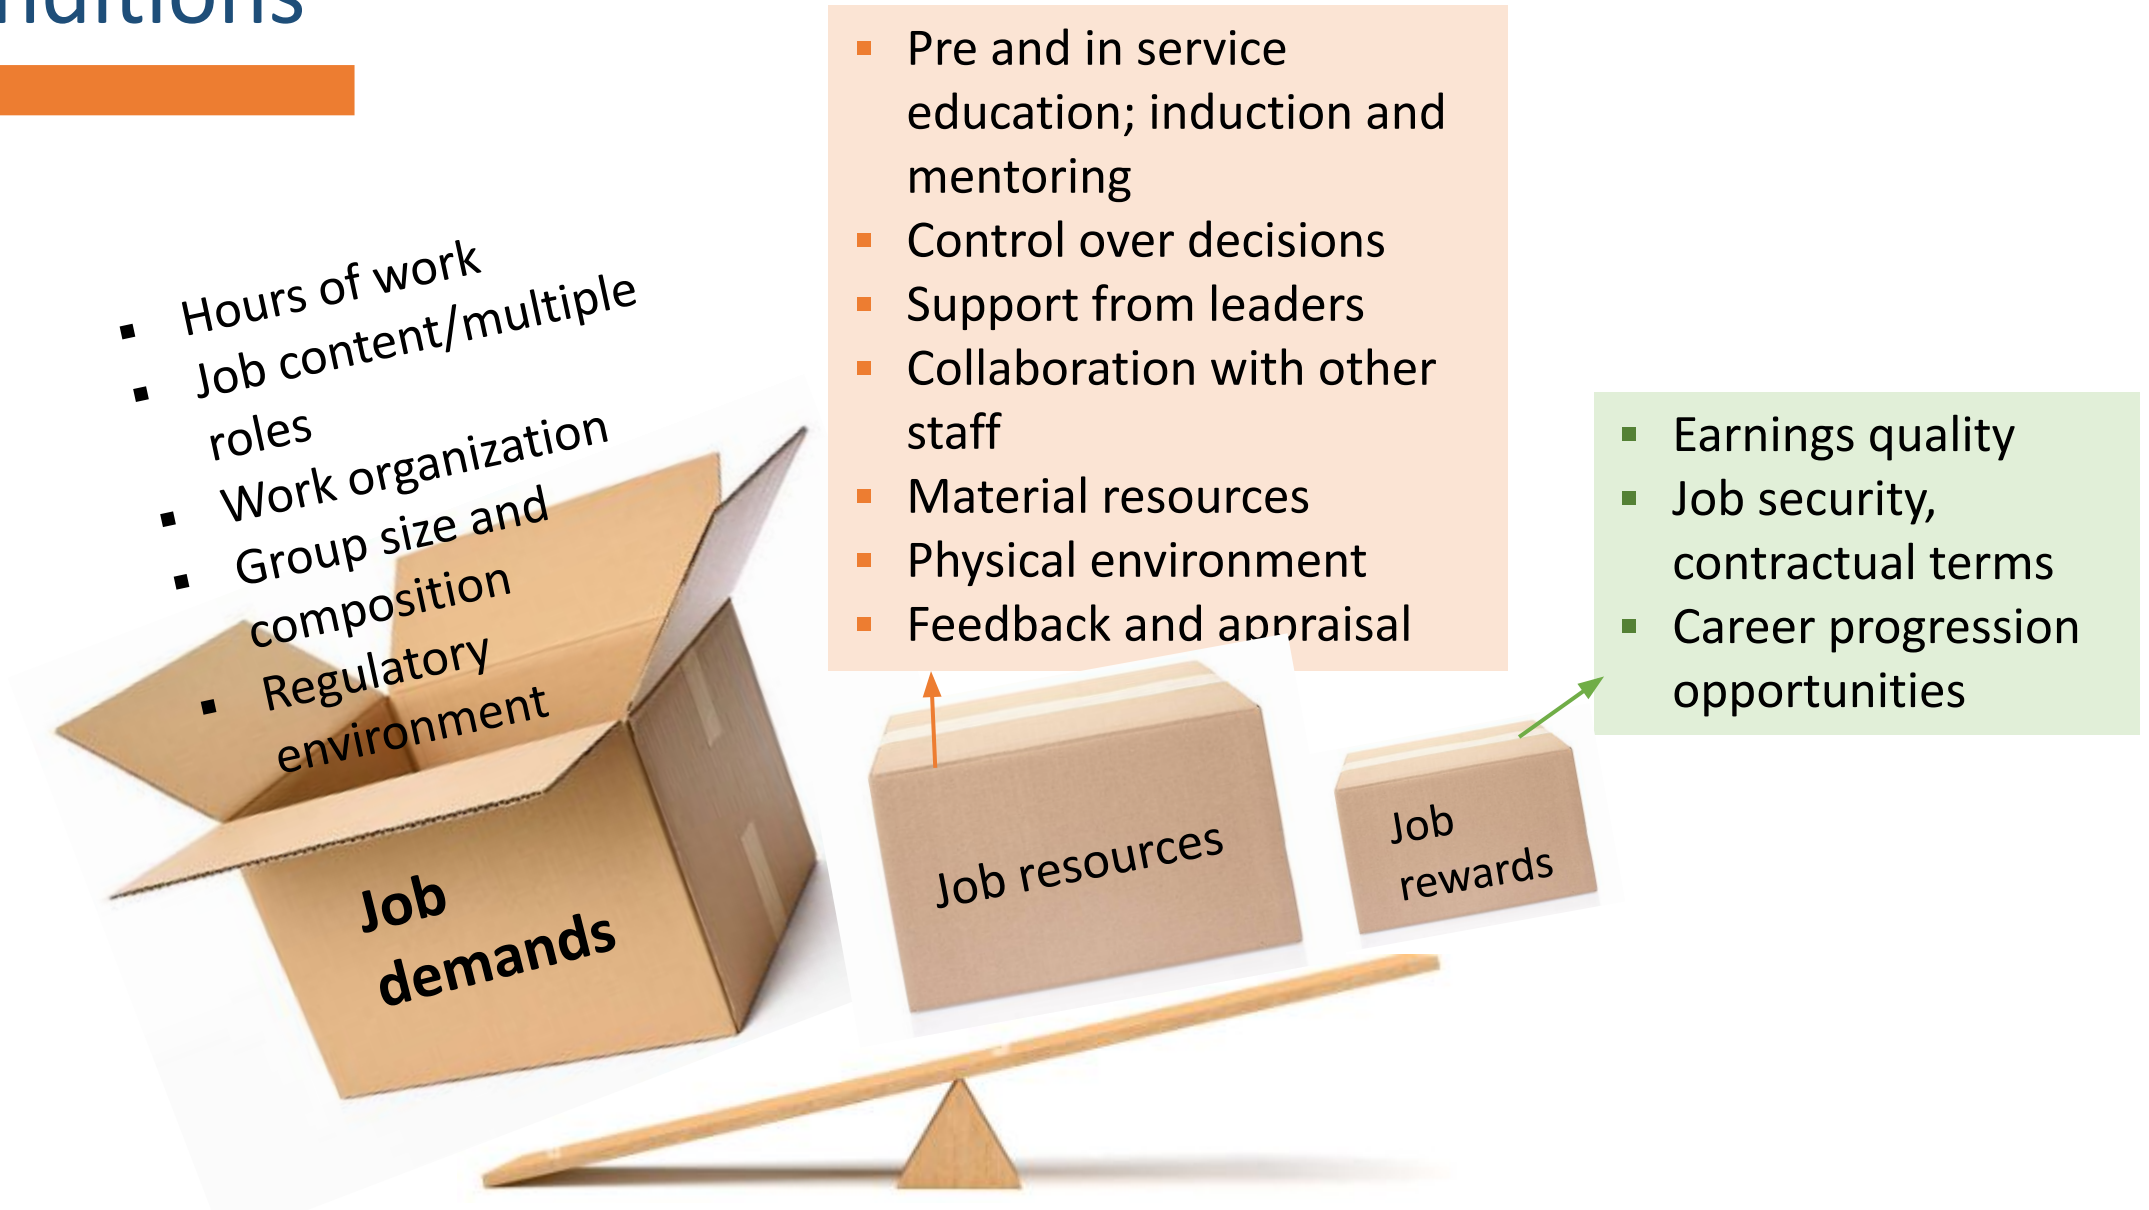 Hours of work
Job content/multiple
roles
Work organization
Group size and
composition
Regulatory
environment
Job
demands
Pre and in service
education; induction and
mentoring
Control over decisions
Support from leaders
Collaboration with other
staff
Material resources
Physical environment
Feedback and appraisal
Job resources
Earnings quality
Job security,
contractual terms
Career progression
opportunities
Job
rewards